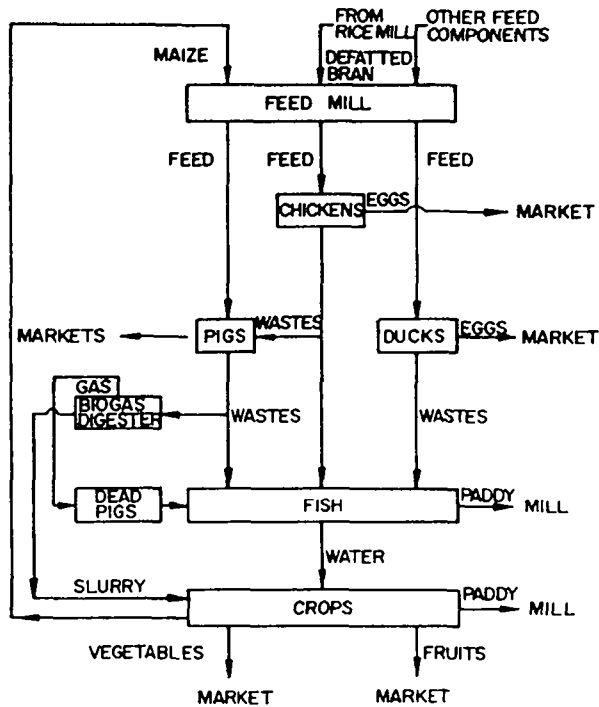 FROM
RICE MILL
OTHER FEED
COMPONENTS
MAIZE
DEFATTED
BRAN
FEED MILL
FEED
FEED
FEED
CHICKENS
EGGS
MARKET
MARKETS
PIGS
WASTES
DUCKS
EGGS
MARKET
GAS
BIOGAS
DIGESTER
WASTES
WASTES
DEAD
PIGS
FISH
PADDY
MILL
WATER
SLURRY
CROPS
PADDY
MILL
VEGETABLES
FRUITS
MARKET
MARKET